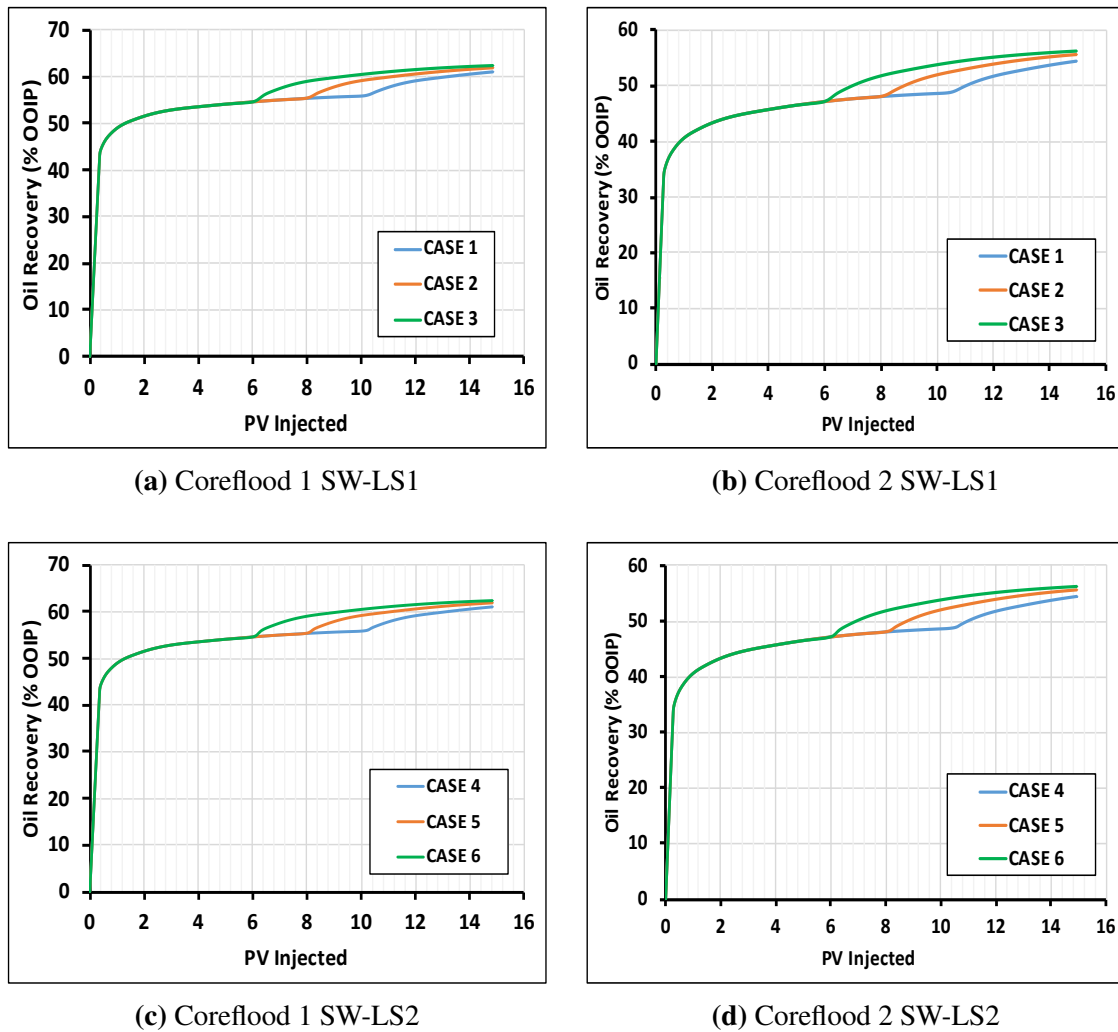 70
60
50
40
30
20
10
0
Oil Recovery (% OOIP)
CASE 1
CASE 2
CASE 3
0 2 4 6 8 10 12 14 16
PV Injected
(a) Coreflood 1 SW-LS1
60
50
40
30
20
10
0
Oil Recovery (% OOIP)
CASE 1
CASE 2
CASE 3
0 2 4 6 8 10 12 14 16
PV Injected
(b) Coreflood 2 SW-LS1
70
60
50
40
30
20
10
0
Oil Recovery (% OOIP)
CASE 4
CASE 5
CASE 6
0 2 4 6 8 10 12 14 16
PV Injected
(c) Coreflood 1 SW-LS2
60
50
40
30
20
10
0
Oil Recovery (% OOIP)
CASE 4
CASE 5
CASE 6
0 2 4 6 8 10 12 14 16
PV Injected
(d) Coreflood 2 SW-LS2